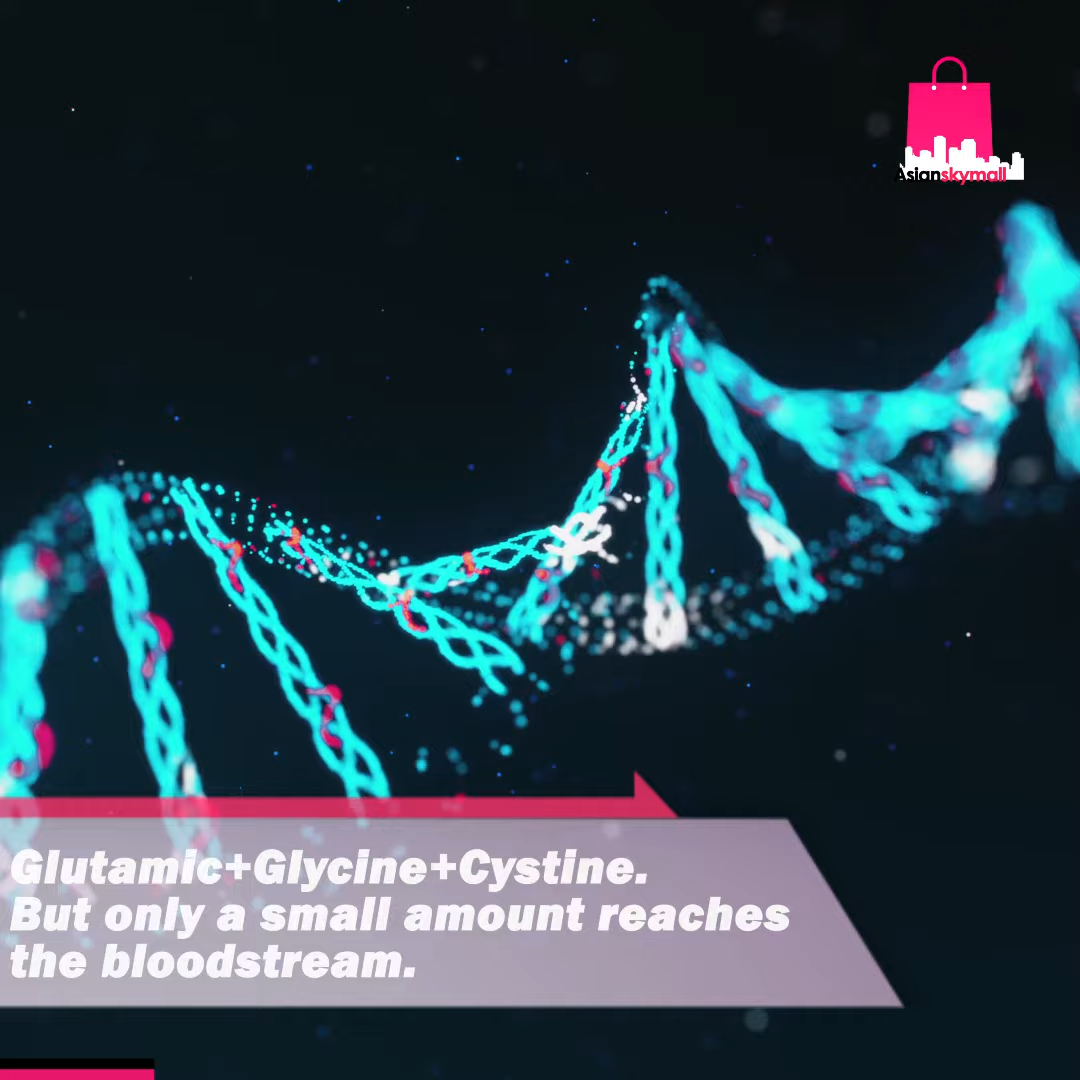 Asianskymall
Glutamic+Glycine+Cystine.
But only a small amount reaches
the bloodstream.